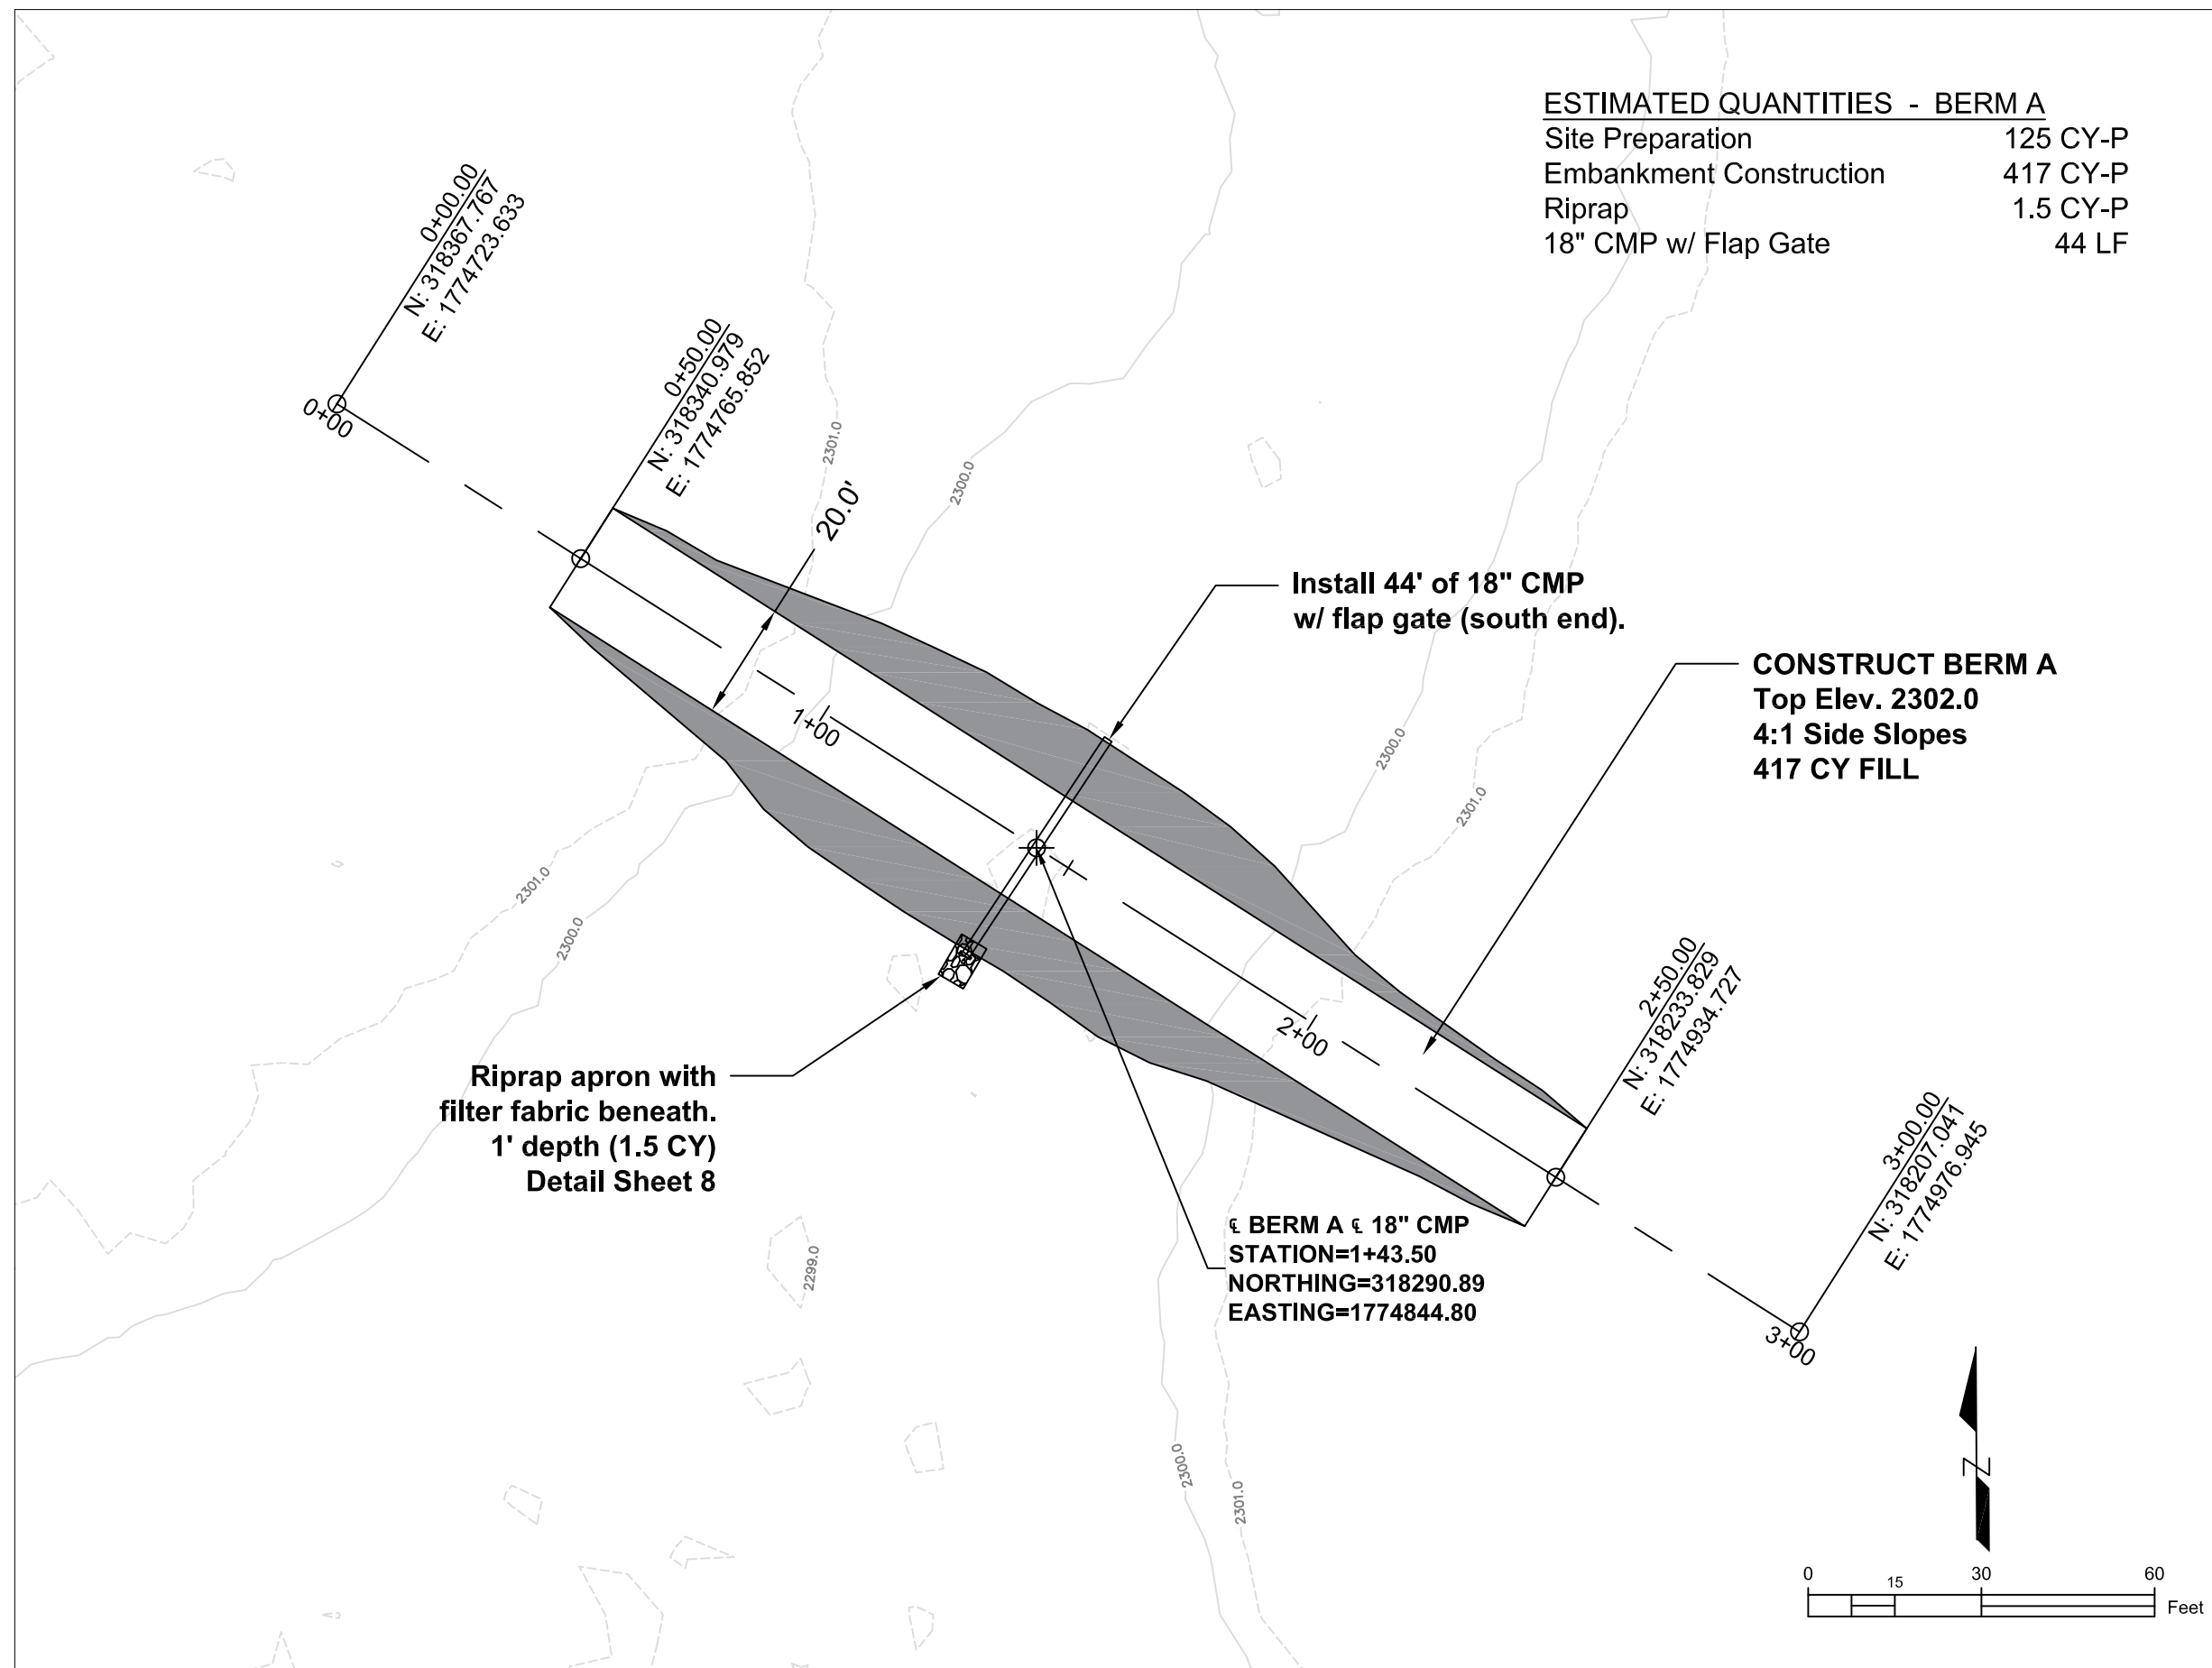 ESTIMATED QUANTITIES - BERM A
Site Preparation 125 CY-P
Embankment Construction 417 CY-P
Riprap 1.5 CY-P
18" CMP w/ Flap Gate 44 LF
0+00.00
N: 318367.767
E: 1774723.633
0+00
0+50.00
N: 318340.979
E: 1774765.852
2301.0
2300.0
20.0'
Install 44' of 18" CMP
w/ flap gate (south end).
CONSTRUCT BERM A
Top Elev. 2302.0
4:1 Side Slopes
417 CY FILL
1+00
2300.0
2301.0
2301.0
2300.0
2+50.00
N: 318233.829
E: 1774934.727
2+00
Riprap apron with
filter fabric beneath.
1' depth (1.5 CY)
Detail Sheet 8
3+00.00
N: 318207.041
E: 1774976.945
3+00
℄ BERM A ℄ 18" CMP
STATION=1+43.50
NORTHING=318290.89
EASTING=1774844.80
2299.0
2300.0
2301.0
N
0 15 30 60
Feet